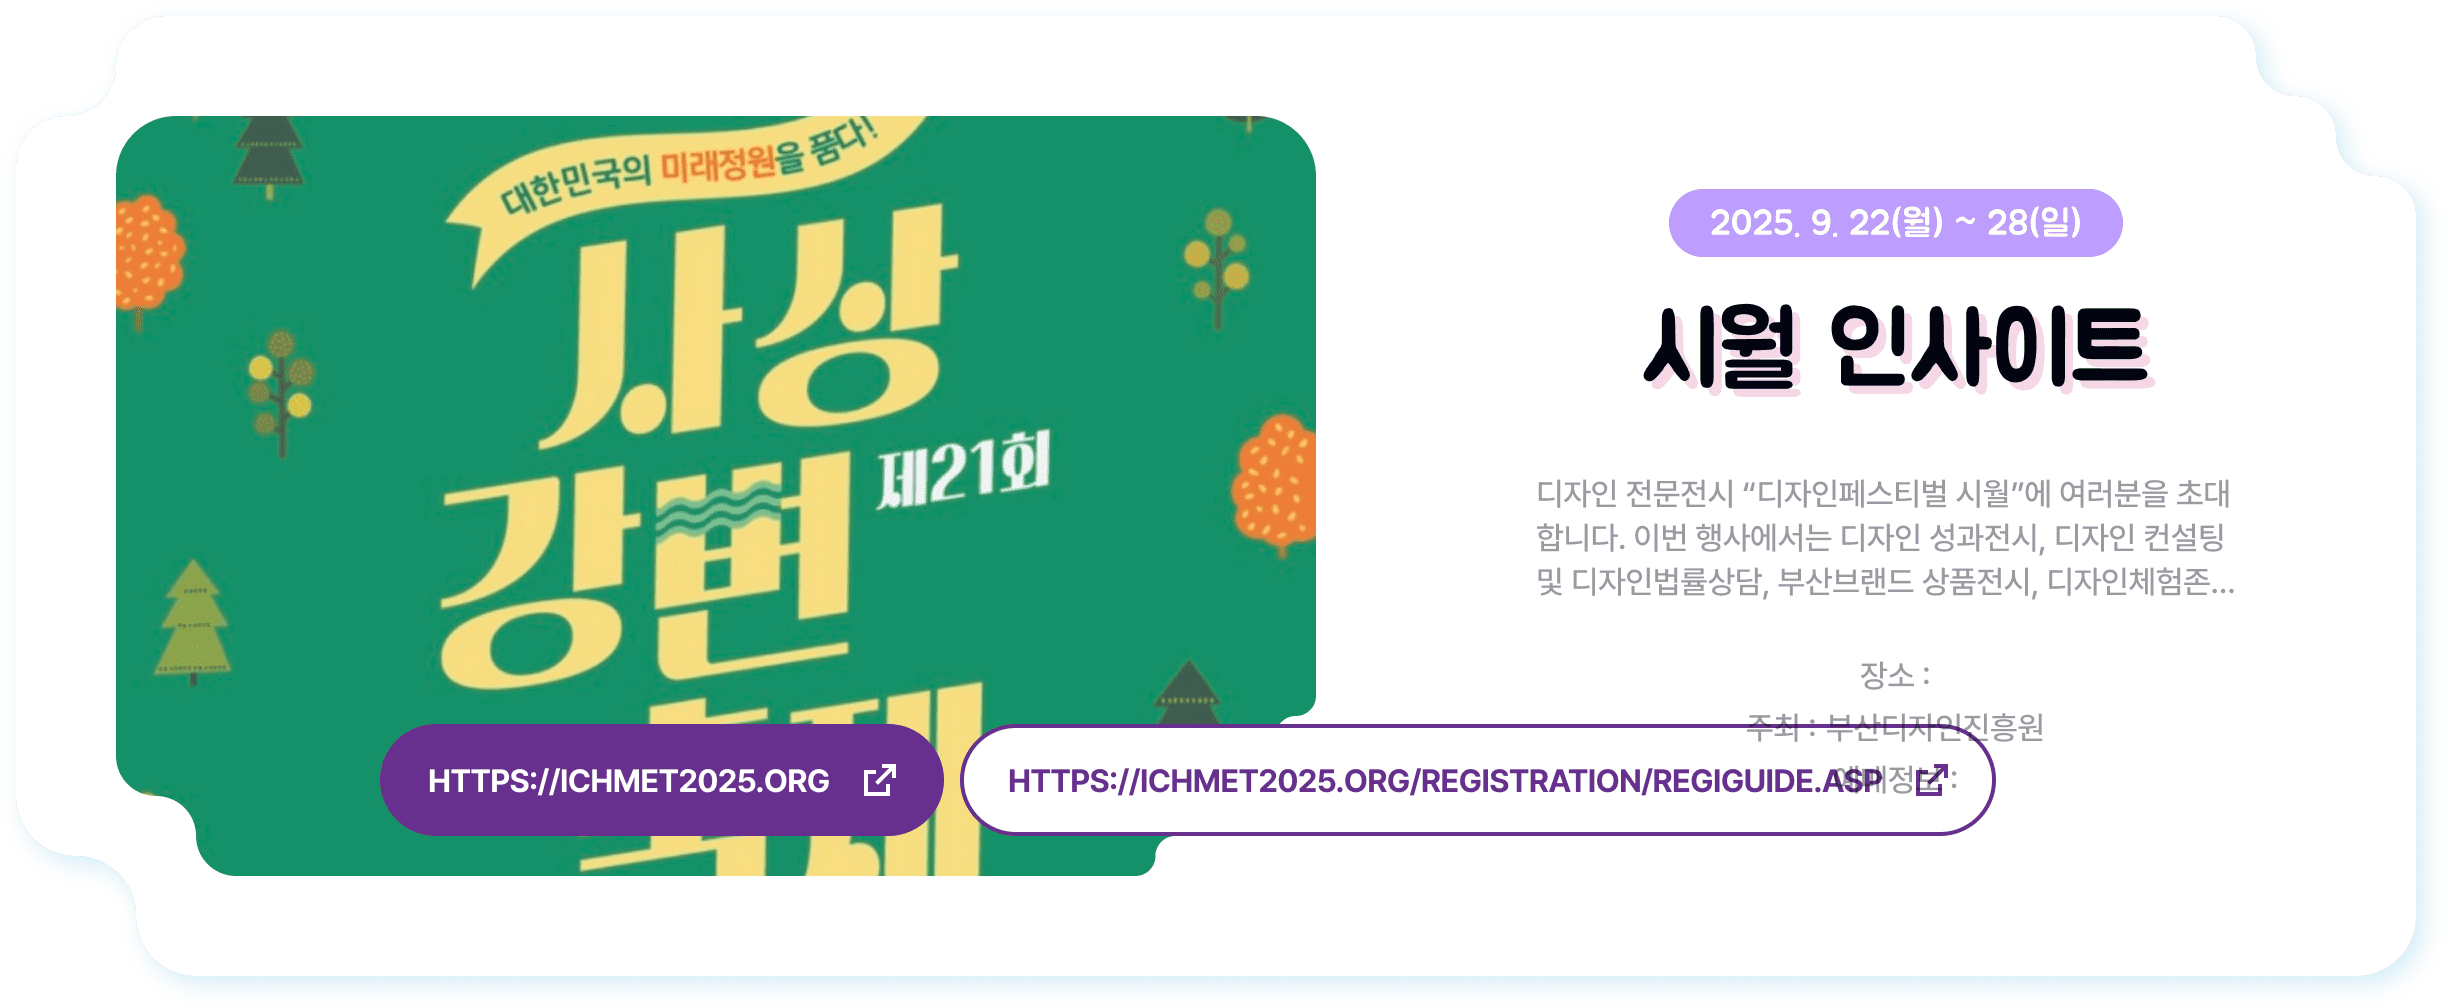 대한민국의 미래정원을 품다!
사상
강변
제21회
축제
2025. 9. 22(월) ~ 28(일)
시월 인사이트
디자인 전문전시 “디자인페스티벌 시월”에 여러분을 초대
합니다. 이번 행사에서는 디자인 성과전시, 디자인 컨설팅
및 디자인법률상담, 부산브랜드 상품전시, 디자인체험존...
장소 :
주최 : 부산디자인진흥원
예매정보 :
HTTPS://ICHMET2025.ORG
HTTPS://ICHMET2025.ORG/REGISTRATION/REGIGUIDE.ASP